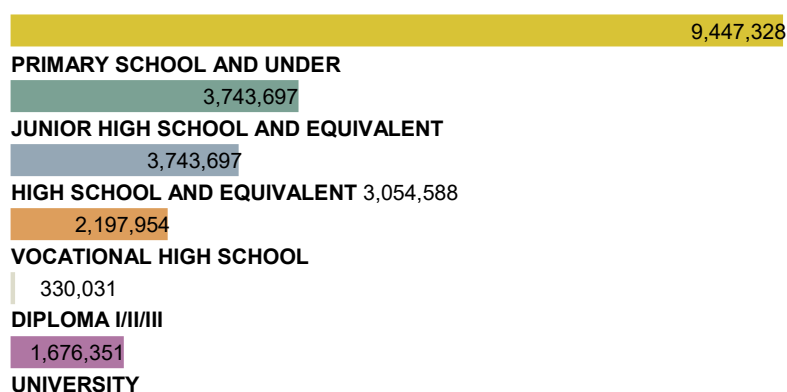 9,447,328
PRIMARY SCHOOL AND UNDER
3,743,697
JUNIOR HIGH SCHOOL AND EQUIVALENT
3,743,697
HIGH SCHOOL AND EQUIVALENT 3,054,588
2,197,954
VOCATIONAL HIGH SCHOOL
330,031
DIPLOMA I/II/III
1,676,351
UNIVERSITY